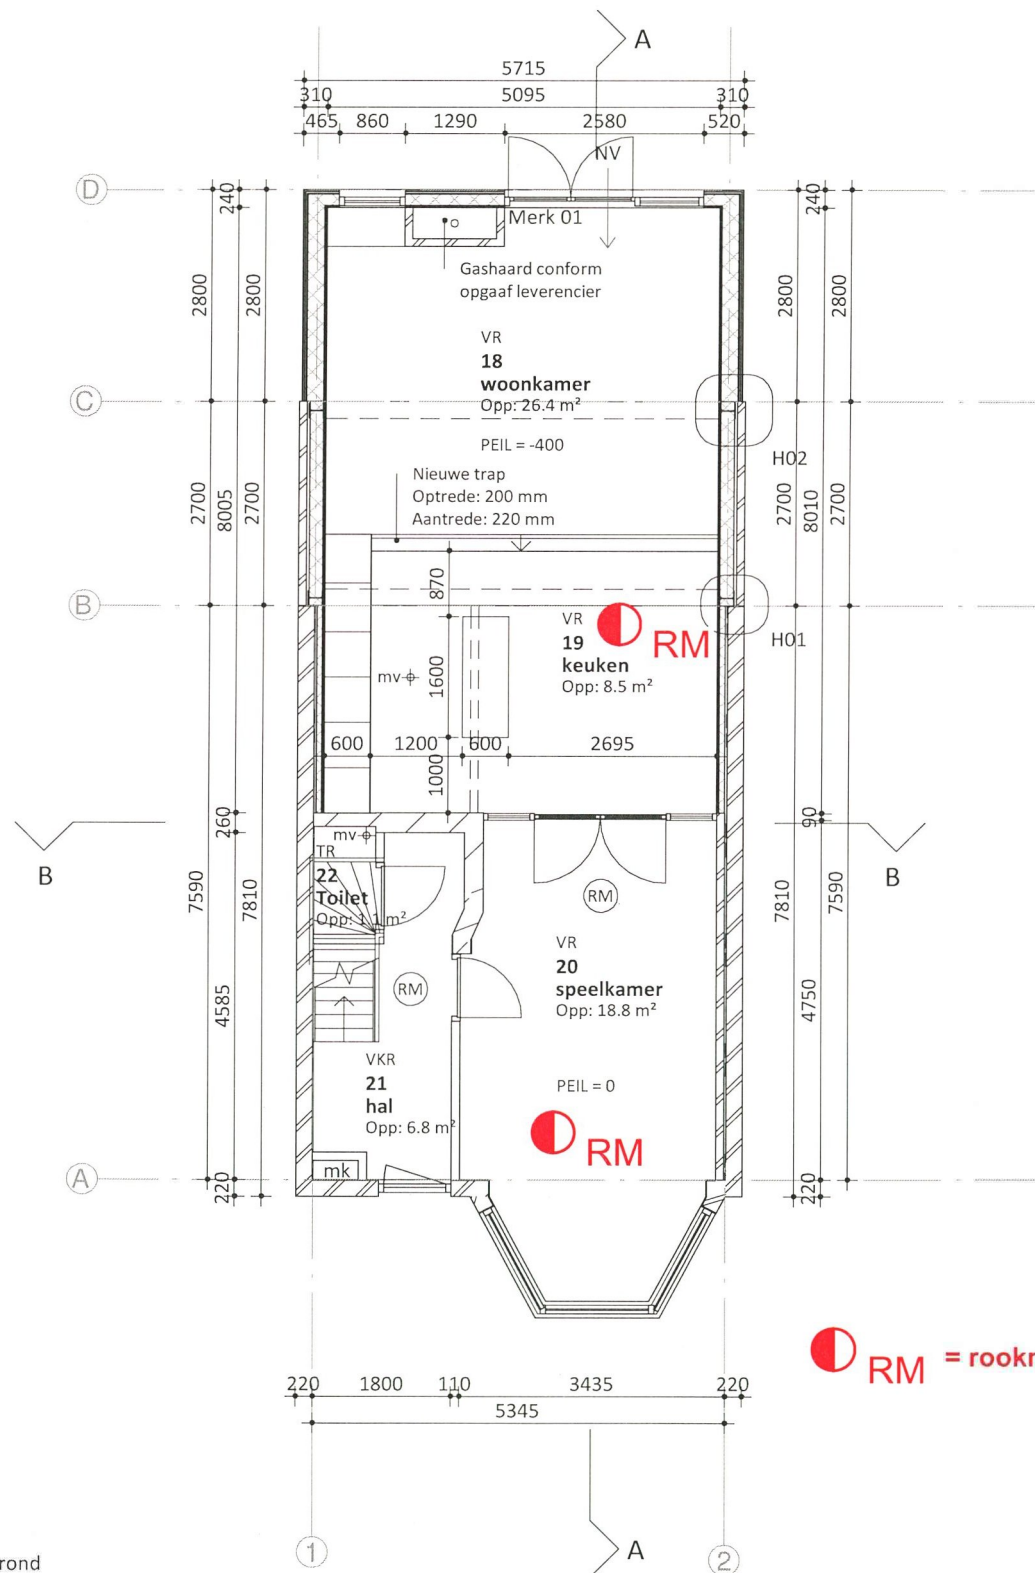 A
5715
310 5095 310
465 860 1290 2580 520
NV
D
240
240
Merk 01
Gashaard conform
opgaaf leverencier
2800
2800
2800
2800
VR
18
woonkamer
Opp: 26.4 m²
C
PEIL = -400
H02
Nieuwe trap
Optrede: 200 mm
Aantrede: 220 mm
2700
8005
2700
2700
8010
2700
870
B
VR
19
keuken
Opp: 8.5 m²
RM
H01
mv
1600
600 1200 600 2695
1000
260
90
B
B
mv
TR
22
Toilet
Opp: 1.1 m²
7590
7810
7810
7590
RM
VR
20
speelkamer
Opp: 18.8 m²
RM
4585
4750
VKR
21
hal
Opp: 6.8 m²
PEIL = 0
RM
mk
A
220
220
RM
220 1800 110 3435 220
5345
1
2
A